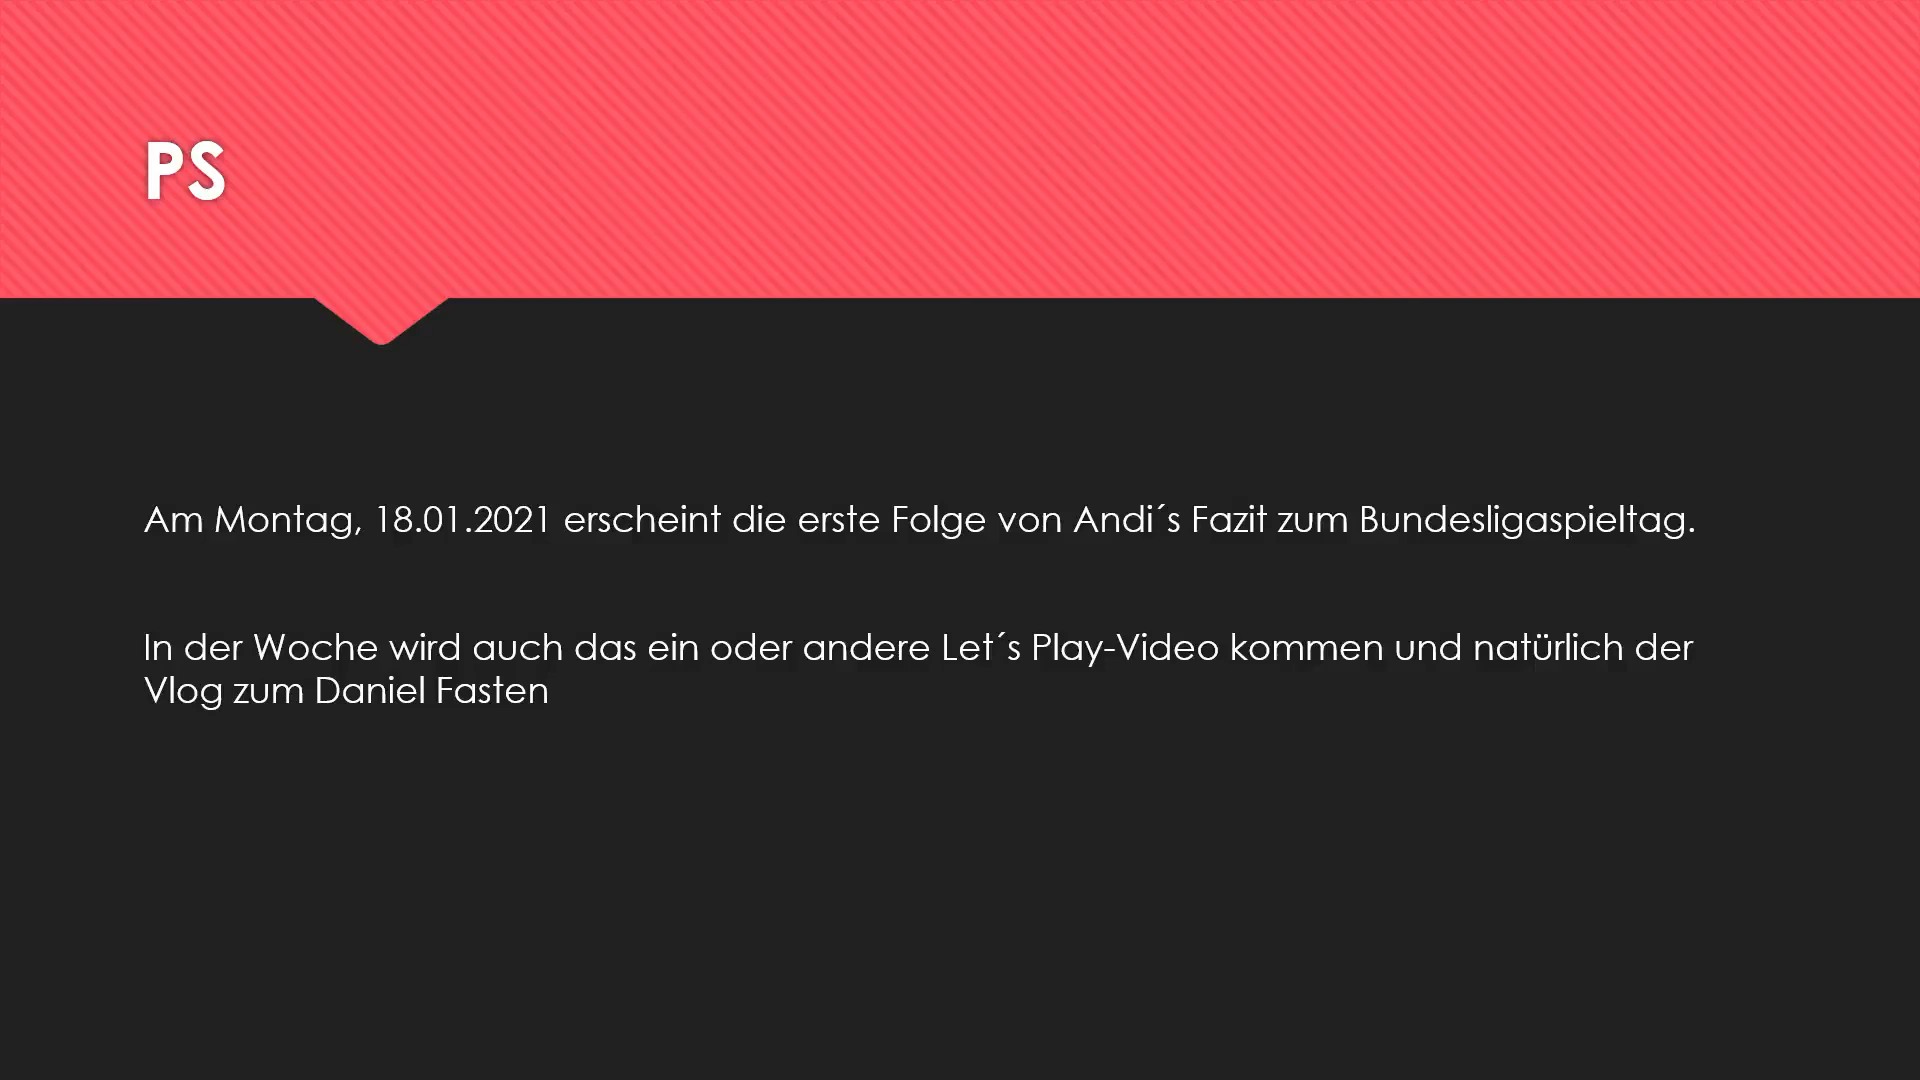 PS
Am Montag, 18.01.2021 erscheint die erste Folge von Andi´s Fazit zum Bundesligaspieltag.
In der Woche wird auch das ein oder andere Let´s Play-Video kommen und natürlich der
Vlog zum Daniel Fasten